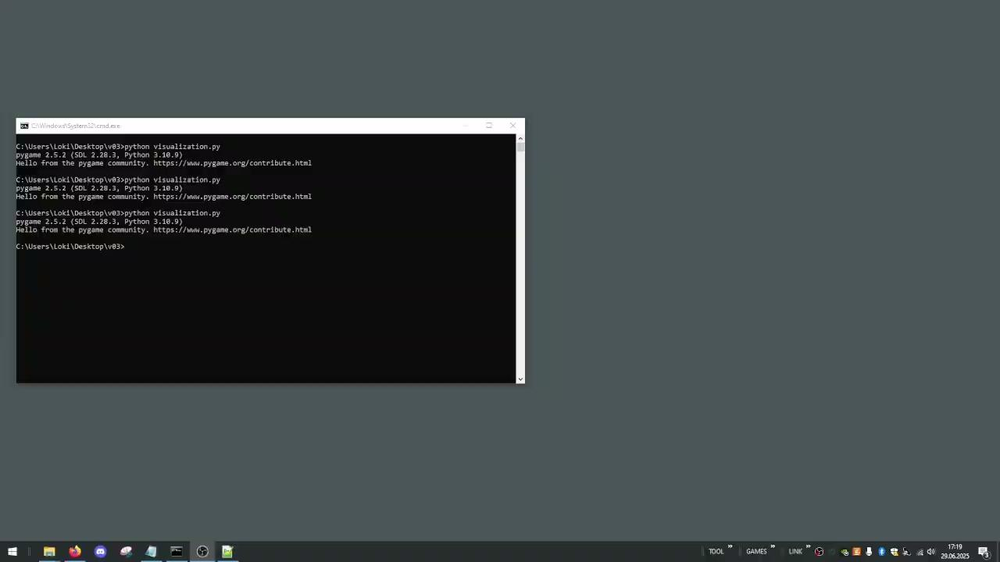 C:\Windows\System32\cmd.exe
C:\Users\Loki\Desktop\v03>python visualization.py
pygame 2.5.2 (SDL 2.28.3, Python 3.10.9)
Hello from the pygame community. https://www.pygame.org/contribute.html
C:\Users\Loki\Desktop\v03>python visualization.py
pygame 2.5.2 (SDL 2.28.3, Python 3.10.9)
Hello from the pygame community. https://www.pygame.org/contribute.html
C:\Users\Loki\Desktop\v03>python visualization.py
pygame 2.5.2 (SDL 2.28.3, Python 3.10.9)
Hello from the pygame community. https://www.pygame.org/contribute.html
C:\Users\Loki\Desktop\v03>
TOOL » GAMES » LINK » 17:19
29.06.2025